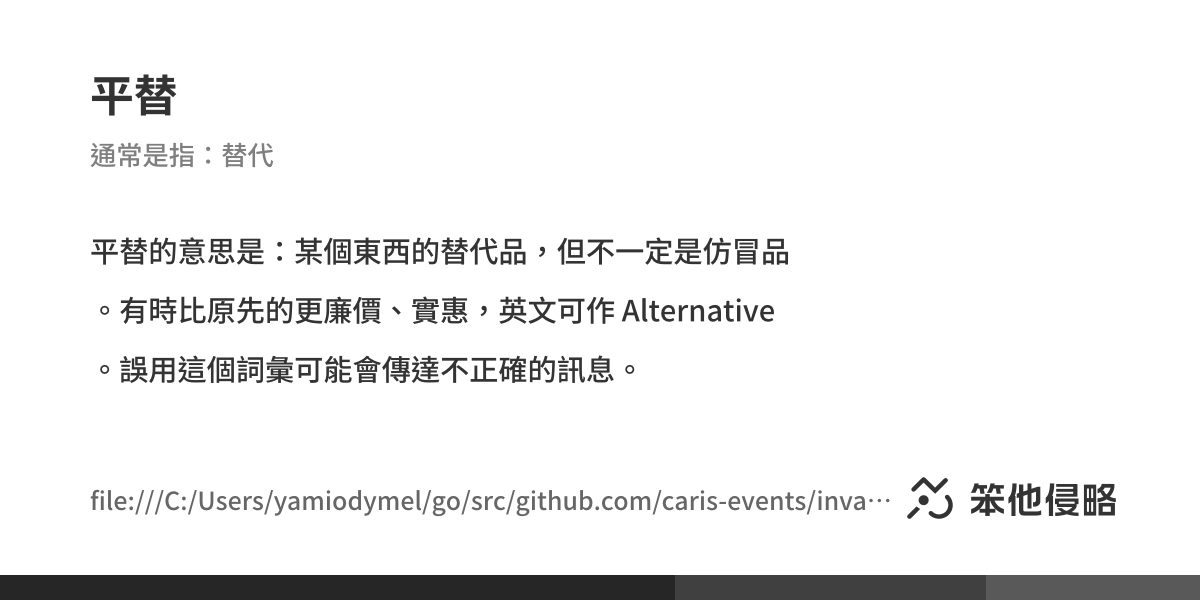 平替
通常是指：替代
平替的意思是：某個東西的替代品，但不一定是仿冒品
。有時比原先的更廉價、實惠，英文可作 Alternative
。誤用這個詞彙可能會傳達不正確的訊息。
file:///C:/Users/yamiodymel/go/src/github.com/caris-events/inva…
笨他侵略